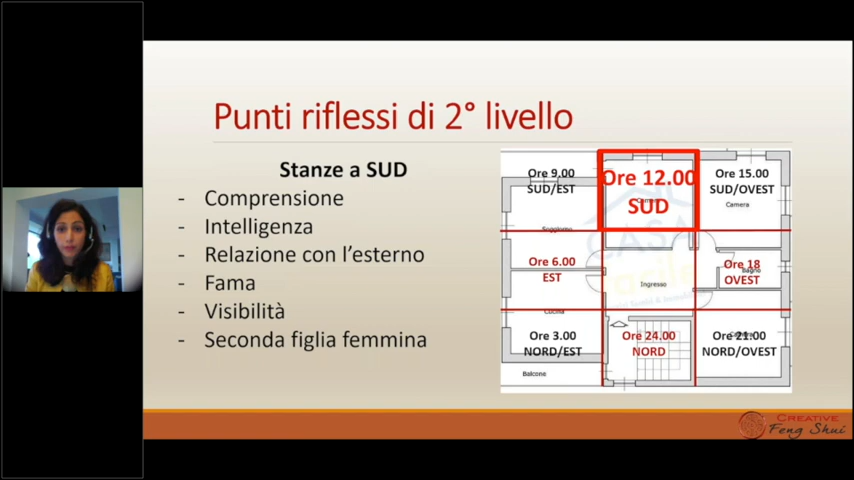 Punti riflessi di 2° livello
Stanze a SUD
- Comprensione
- Intelligenza
- Relazione con l'esterno
- Fama
- Visibilità
- Seconda figlia femmina
Ore 9.00
SUD/EST
Ore 12.00
SUD
Ore 15.00
SUD/OVEST
Camera
Soggiorno
CASA
facile
Ore 6.00
EST
Ore 18
OVEST
Bagno
Ingresso
Cucina
Ore 3.00
NORD/EST
Ore 24.00
NORD
Ore 21.00
NORD/OVEST
Balcone
CREATIVE
Feng Shui